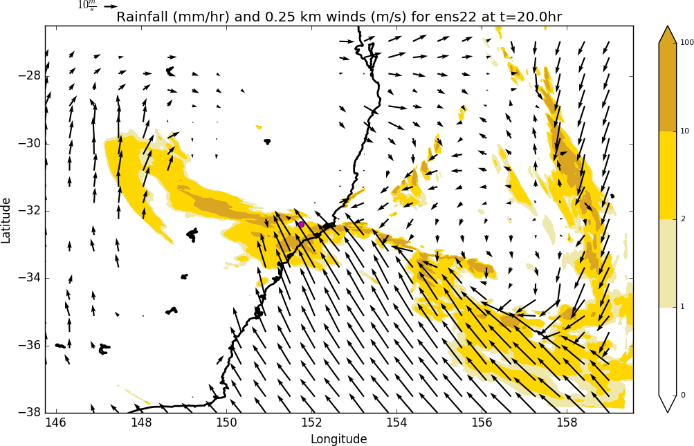 10 m/s
Rainfall (mm/hr) and 0.25 km winds (m/s) for ens22 at t=20.0hr
−28
−30
−32
−34
−36
−38
Latitude
146 148 150 152 154 156 158
Longitude
100
10
2
1
0